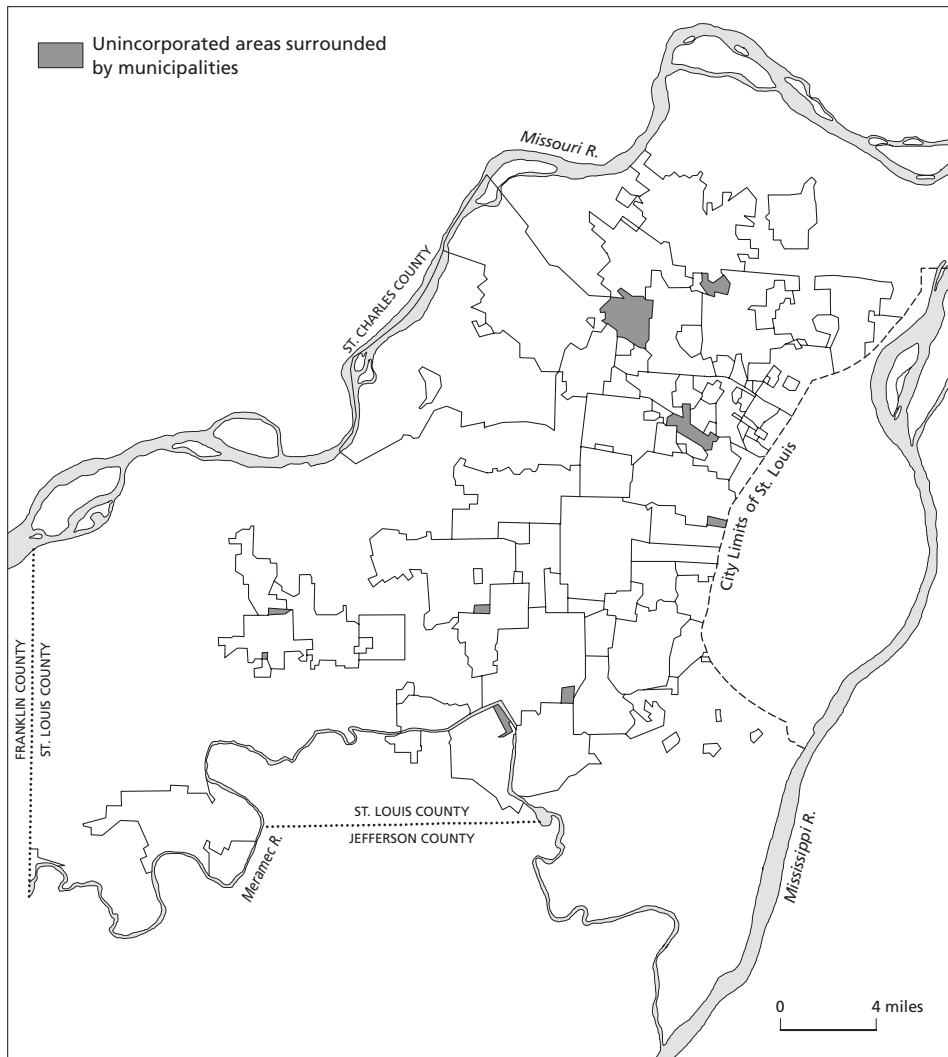 Unincorporated areas surrounded
by municipalities
Missouri R.
ST. CHARLES COUNTY
City Limits of St. Louis
FRANKLIN COUNTY
ST. LOUIS COUNTY
ST. LOUIS COUNTY
JEFFERSON COUNTY
Meramec R.
Mississippi R.
0 4 miles